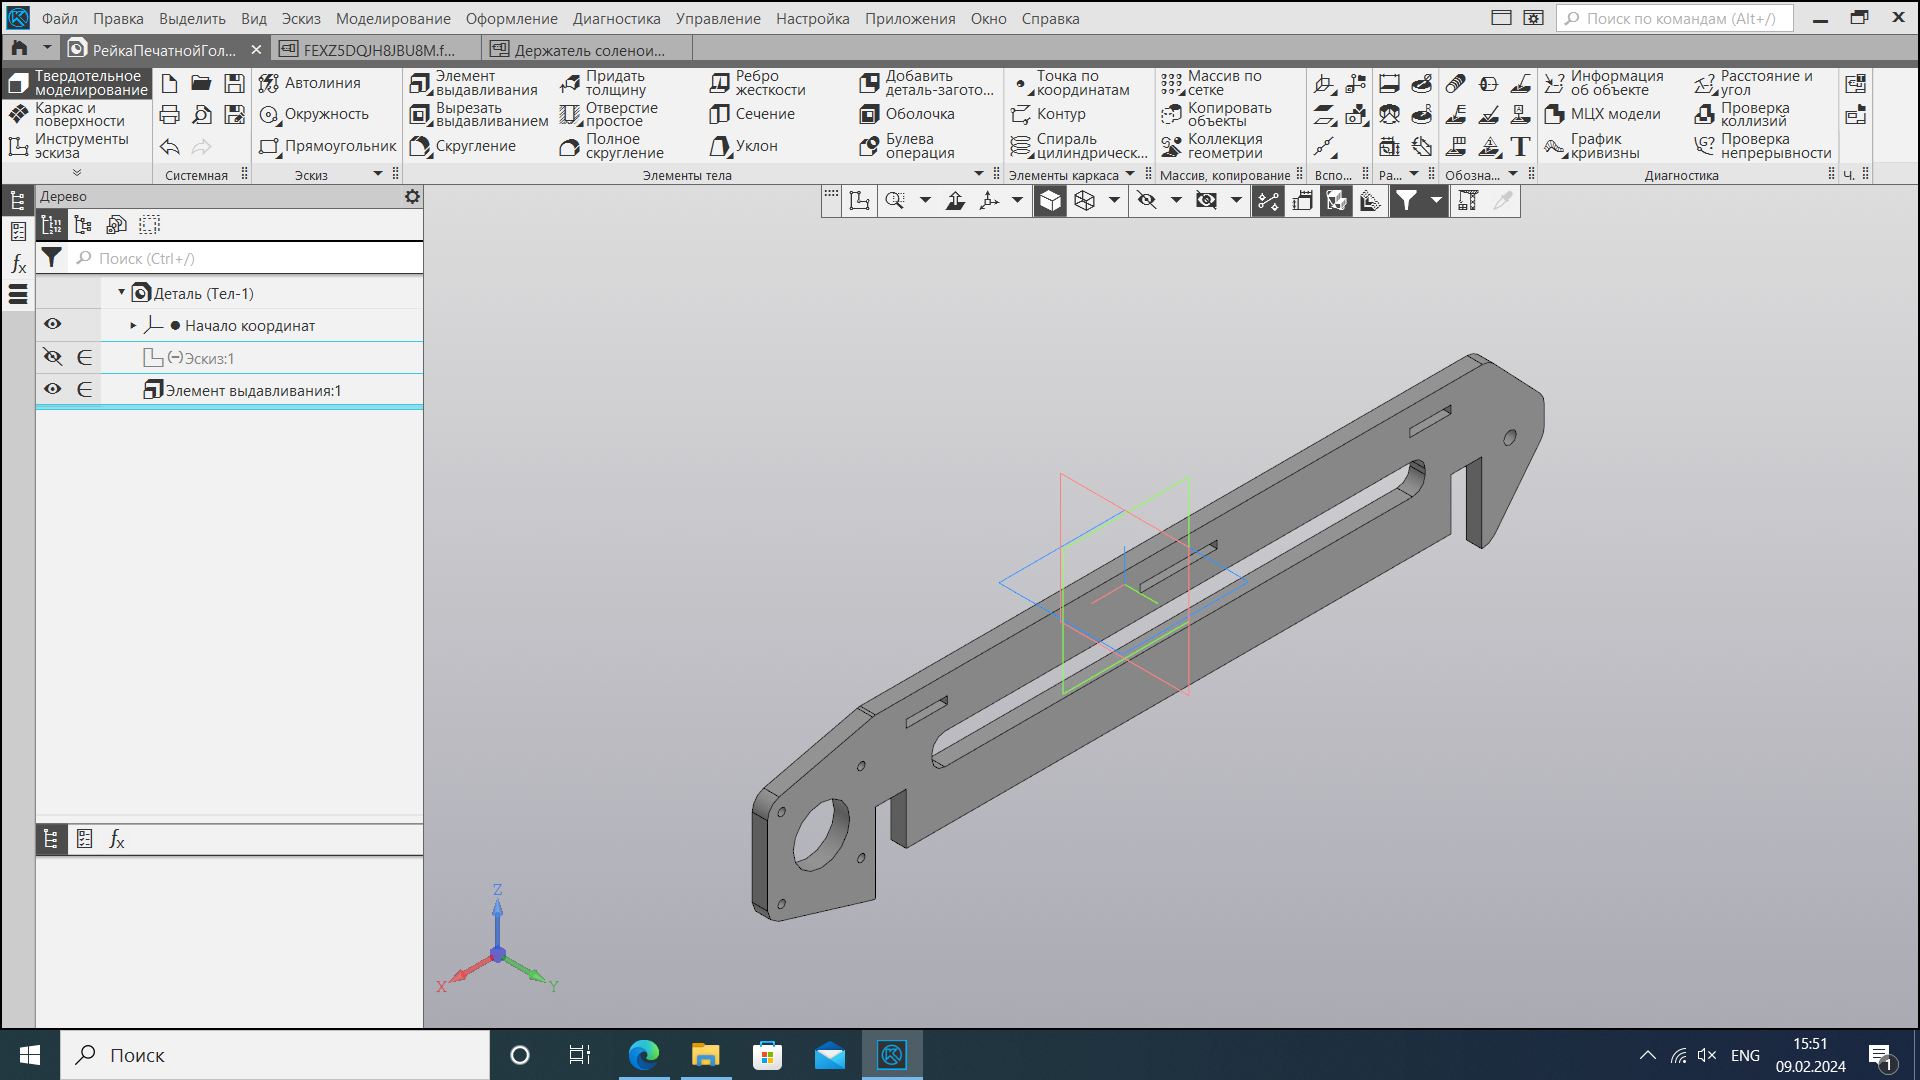 Файл Правка Выделить Вид Эскиз Моделирование Оформление Диагностика Управление Настройка Приложения Окно Справка Поиск по командам (Alt+/)
РейкаПечатнойГол... FEXZ5DQJH8JBU8M.f... Держатель соленои...
Твердотельное моделирование
Каркас и поверхности
Инструменты эскиза
Системная
Автолиния
Окружность
Прямоугольник
Эскиз
Элемент выдавливания
Вырезать выдавливанием
Скругление
Придать толщину
Отверстие простое
Полное скругление
Ребро жесткости
Сечение
Уклон
Добавить деталь-загото...
Оболочка
Булева операция
Элементы тела
Точка по координатам
Контур
Спираль цилиндрическ...
Элементы каркаса
Массив по сетке
Копировать объекты
Коллекция геометрии
Массив, копирование
Вспо...
Ра...
Обозна...
Информация об объекте
МЦХ модели
График кривизны
Расстояние и угол
Проверка коллизий
Проверка непрерывности
Диагностика
Ч.
Дерево
Поиск (Ctrl+/)
Деталь (Тел-1)
Начало координат
(−)Эскиз:1
Элемент выдавливания:1
Z
X
Y
Поиск
ENG
15:51
09.02.2024
1